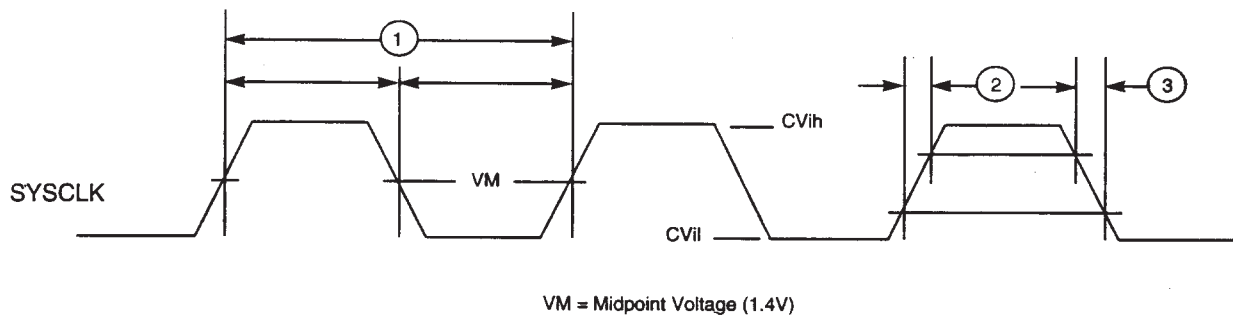 1
2
3
CVih
SYSCLK
VM
CVil
VM = Midpoint Voltage (1.4V)